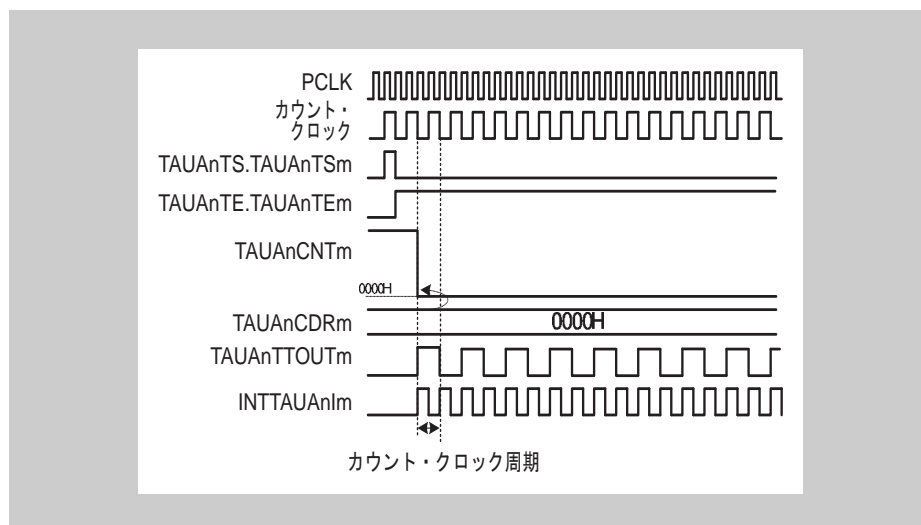 PCLK
カウント・
クロック
TAUAnTS.TAUAnTSm
TAUAnTE.TAUAnTEm
TAUAnCNTm
0000H
TAUAnCDRm
0000H
TAUAnTTOUTm
INTTAUAnIm
カウント・クロック周期